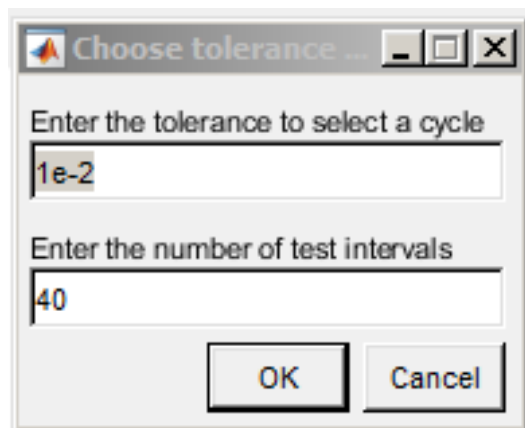 Choose tolerance ...
Enter the tolerance to select a cycle
1e-2
Enter the number of test intervals
40
OK Cancel